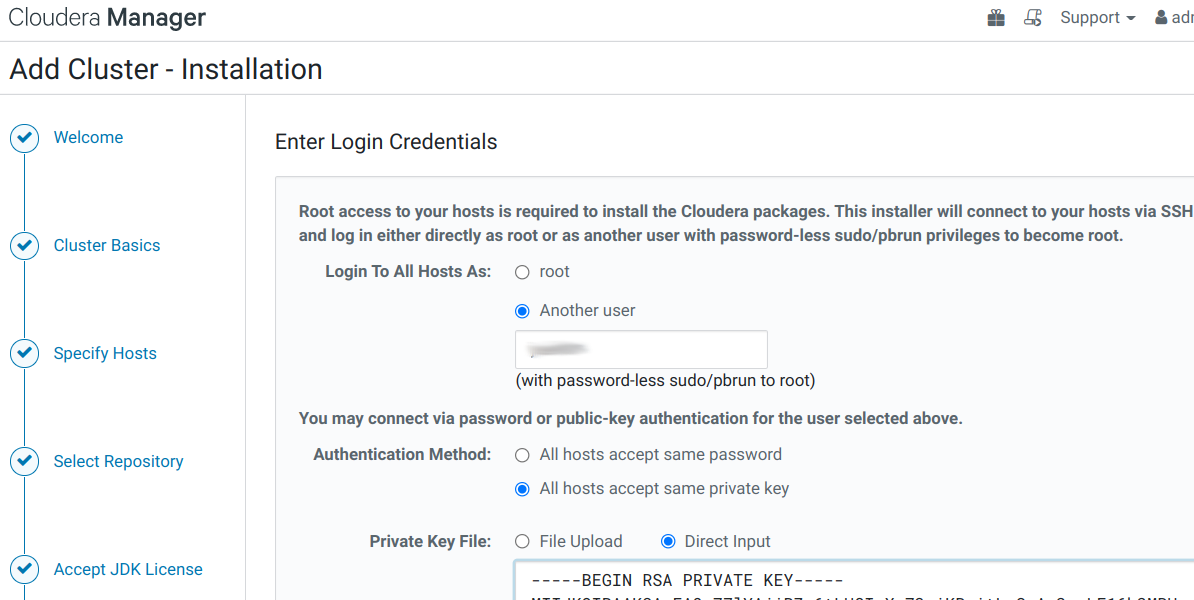 Cloudera Manager
Support
Add Cluster - Installation
Welcome
Cluster Basics
Specify Hosts
Select Repository
Accept JDK License
Enter Login Credentials
Root access to your hosts is required to install the Cloudera packages. This installer will connect to your hosts via SSH
and log in either directly as root or as another user with password-less sudo/pbrun privileges to become root.
Login To All Hosts As:
root
Another user
(with password-less sudo/pbrun to root)
You may connect via password or public-key authentication for the user selected above.
Authentication Method:
All hosts accept same password
All hosts accept same private key
Private Key File:
File Upload
Direct Input
-----BEGIN RSA PRIVATE KEY-----